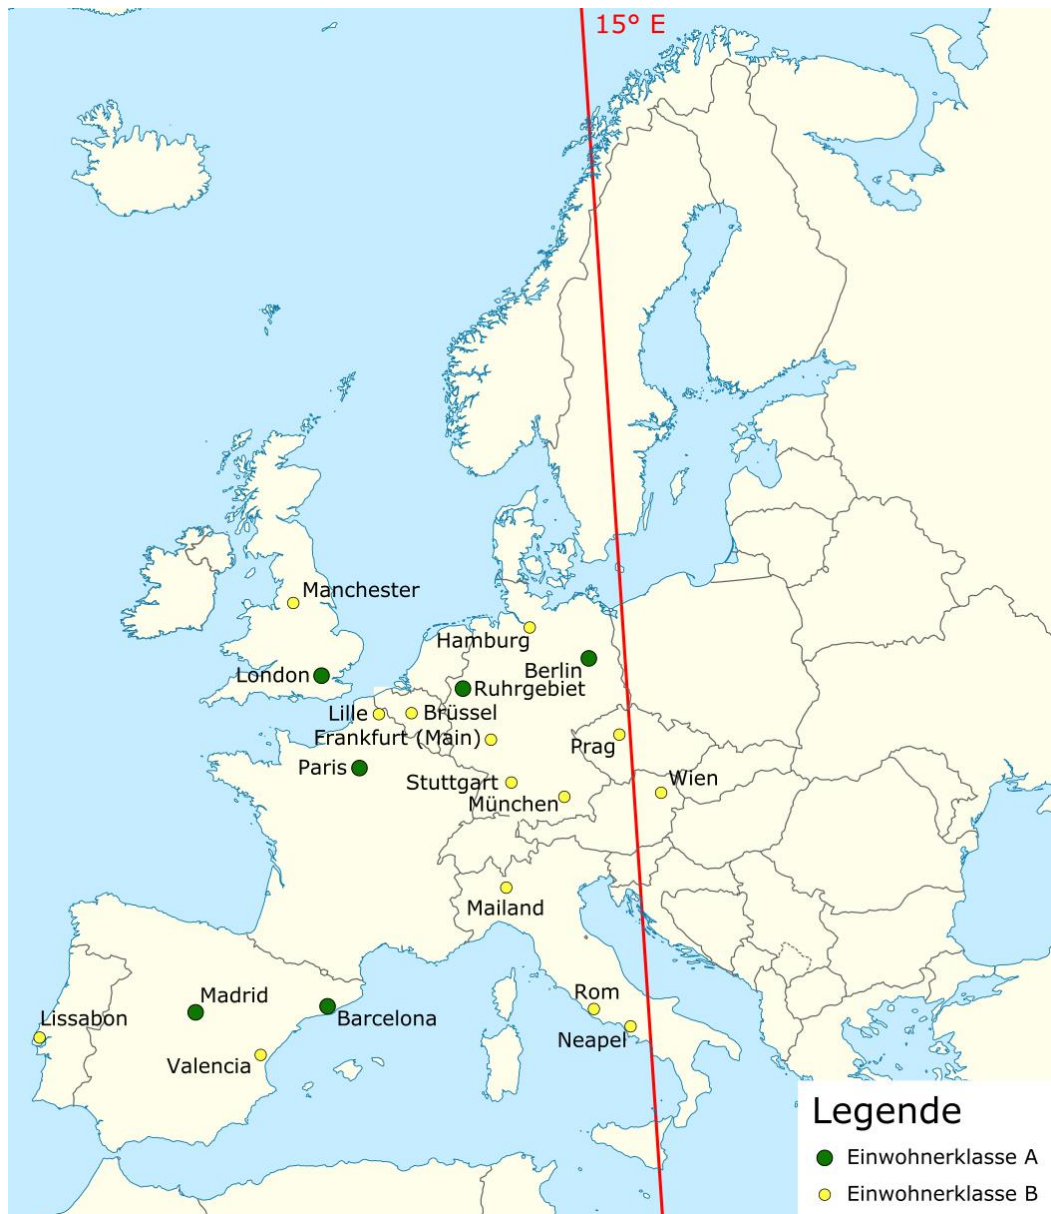 15° E
Manchester
Hamburg
Berlin
London
Ruhrgebiet
Lille
Brüssel
Frankfurt (Main)
Prag
Paris
Stuttgart
Wien
München
Mailand
Madrid
Rom
Lissabon
Barcelona
Neapel
Valencia
Legende
Einwohnerklasse A
Einwohnerklasse B